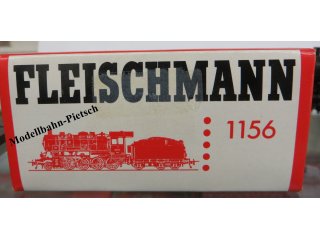 FLEISCHMANN
Modellbahn-Pietsch
1156